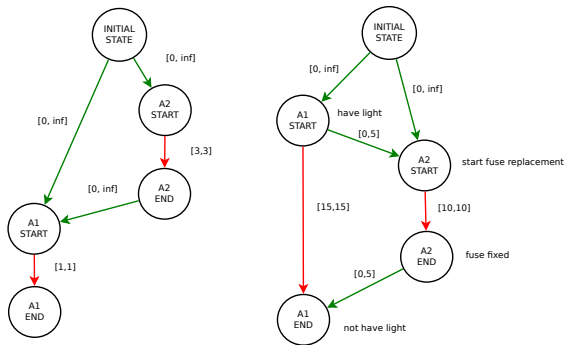 INITIAL
STATE
[0, inf]
A2
START
[0, inf]
[3,3]
[0, inf]
A2
END
A1
START
[1,1]
A1
END
INITIAL
STATE
[0, inf]
[0, inf]
A1
START
have light
[0,5]
A2
START
start fuse replacement
[15,15]
[10,10]
A2
END
fuse fixed
[0,5]
A1
END
not have light